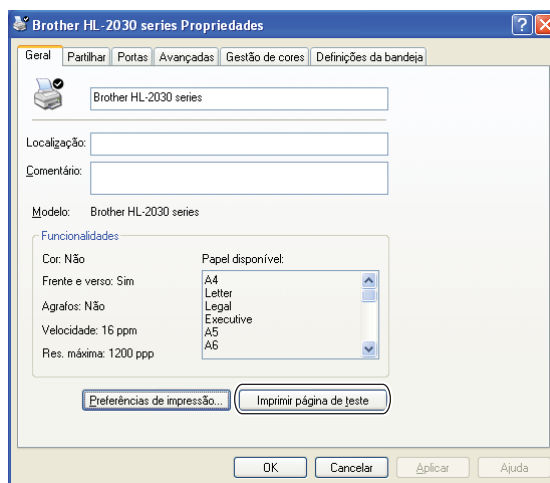 Brother HL-2030 series Propriedades
Geral Partilhar Portas Avançadas Gestão de cores Definições da bandeja
Brother HL-2030 series
Localização:
Comentário:
Modelo: Brother HL-2030 series
Funcionalidades
Cor: Não Papel disponível:
Frente e verso: Sim
Agrafos: Não
Velocidade: 16 ppm
Res. máxima: 1200 ppp
A4
Letter
Legal
Executive
A5
A6
Preferências de impressão... Imprimir página de teste
OK Cancelar Aplicar Ajuda